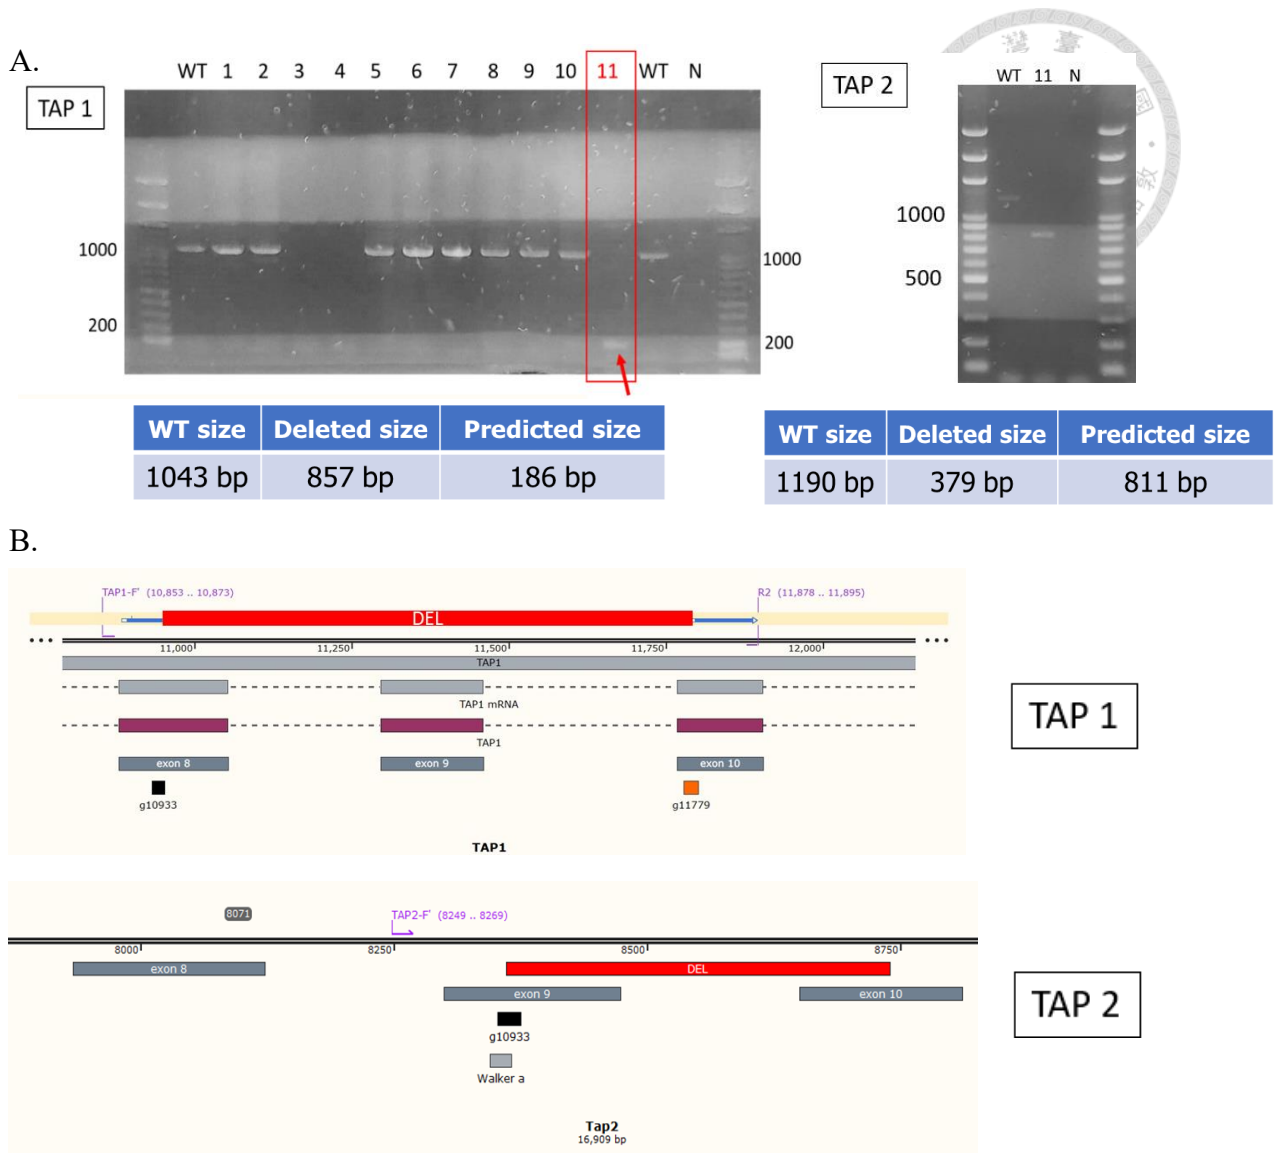 A.
TAP 1
WT 1 2 3 4 5 6 7 8 9 10 11 WT N
1000
200
1000
200
WT size Deleted size Predicted size
1043 bp 857 bp 186 bp
TAP 2
WT 11 N
1000
500
臺
灣
國
教
WT size Deleted size Predicted size
1190 bp 379 bp 811 bp
B.
TAP1-F' (10,853 .. 10,873)
R2 (11,878 .. 11,895)
DEL
11,000 11,250 11,500 11,750 12,000
TAP1
TAP1 mRNA
TAP1
exon 8 exon 9 exon 10
g10933 g11779
TAP1
TAP 1
8071
TAP2-F' (8249 .. 8269)
8000 8250 8500 8750
exon 8 DEL
exon 9 exon 10
g10933
Walker a
Tap2
16,909 bp
TAP 2